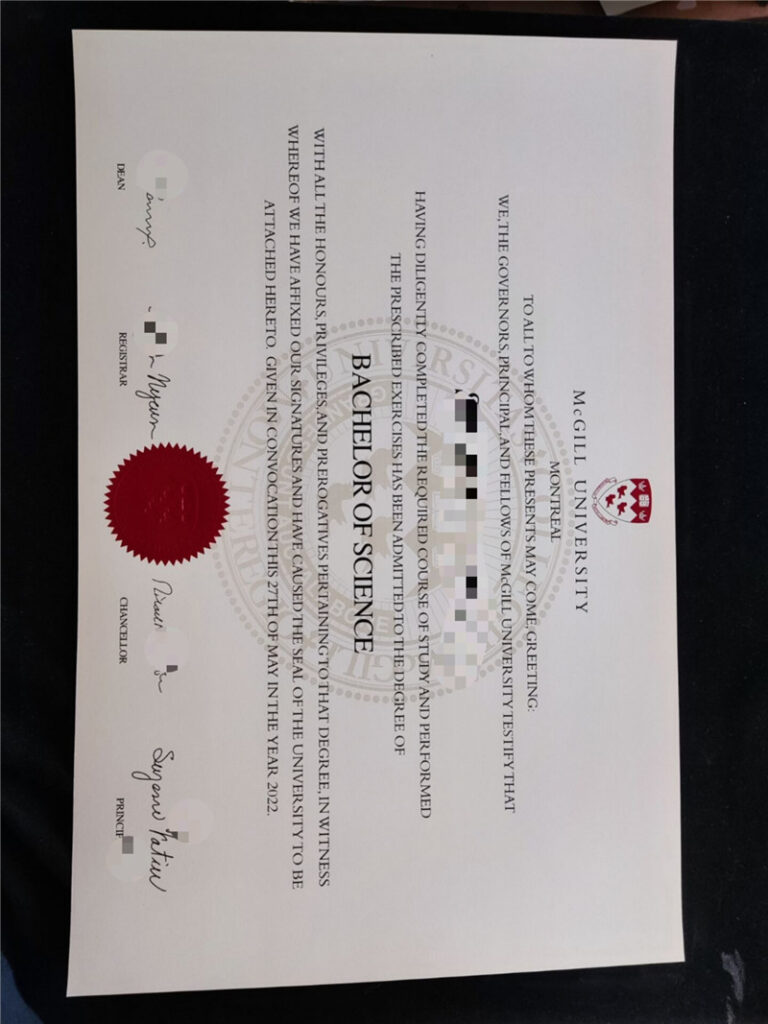 McGILL UNIVERSITY
MONTREAL
TO ALL TO WHOM THESE PRESENTS MAY COME, GREETING:
WE, THE GOVERNORS, PRINCIPAL, AND FELLOWS OF McGILL UNIVERSITY TESTIFY THAT
HAVING DILIGENTLY COMPLETED THE REQUIRED COURSE OF STUDY AND PERFORMED
THE PRESCRIBED EXERCISES HAS BEEN ADMITTED TO THE DEGREE OF
BACHELOR OF SCIENCE
WITH ALL THE HONOURS, PRIVILEGES, AND PREROGATIVES PERTAINING TO THAT DEGREE, IN WITNESS
WHEREOF WE HAVE AFFIXED OUR SIGNATURES AND HAVE CAUSED THE SEAL OF THE UNIVERSITY TO BE
ATTACHED HERETO. GIVEN IN CONVOCATION THIS 27TH OF MAY IN THE YEAR 2022.
DEAN
REGISTRAR
CHANCELLOR